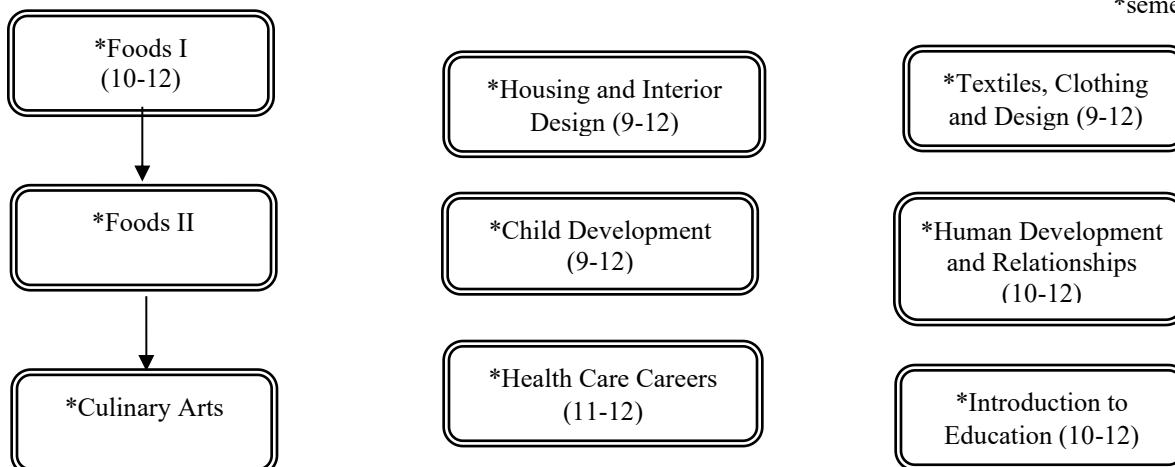 *Foods I
(10-12)
*Foods II
*Culinary Arts
*Housing and Interior
Design (9-12)
*Child Development
(9-12)
*Health Care Careers
(11-12)
*Textiles, Clothing
and Design (9-12)
*Human Development
and Relationships
(10-12)
*Introduction to
Education (10-12)